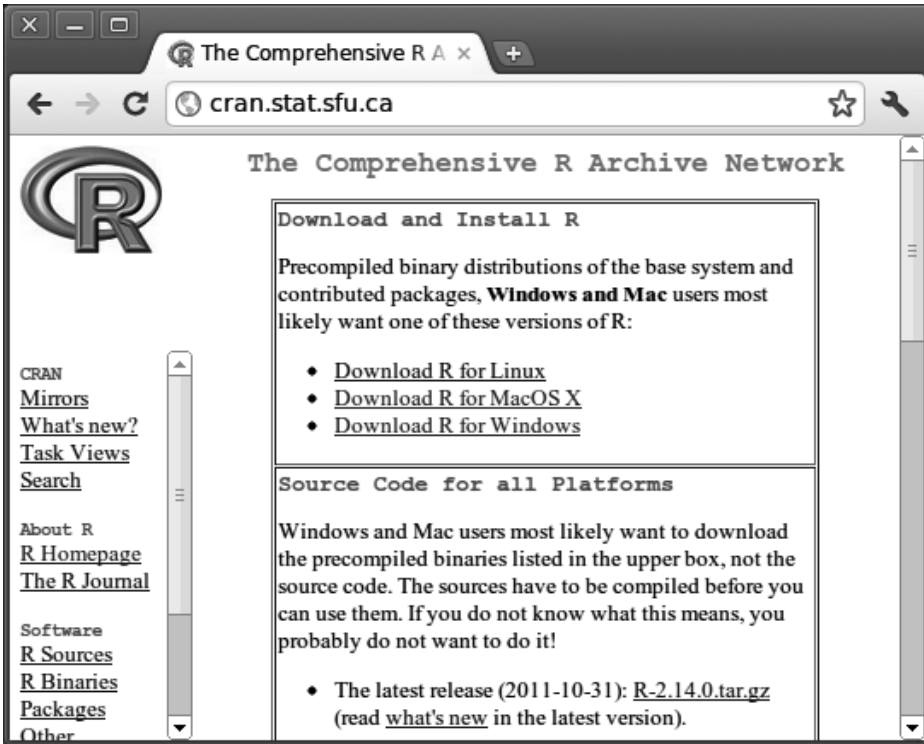 The Comprehensive R A
cran.stat.sfu.ca
R
CRAN
Mirrors
What's new?
Task Views
Search
About R
R Homepage
The R Journal
Software
R Sources
R Binaries
Packages
Other
The Comprehensive R Archive Network
Download and Install R
Precompiled binary distributions of the base system and
contributed packages, Windows and Mac users most
likely want one of these versions of R:
• Download R for Linux
• Download R for MacOS X
• Download R for Windows
Source Code for all Platforms
Windows and Mac users most likely want to download
the precompiled binaries listed in the upper box, not the
source code. The sources have to be compiled before you
can use them. If you do not know what this means, you
probably do not want to do it!
• The latest release (2011-10-31): R-2.14.0.tar.gz
(read what's new in the latest version).